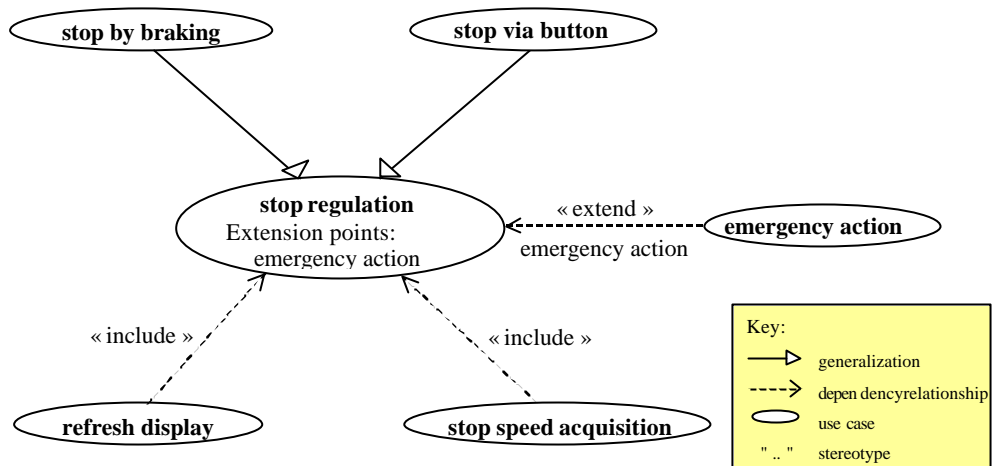 stop by braking
stop via button
stop regulation
Extension points:
emergency action
« extend »
emergency action
emergency action
« include »
« include »
refresh display
stop speed acquisition
Key:
generalization
depen dencyrelationship
use case
" .. " stereotype